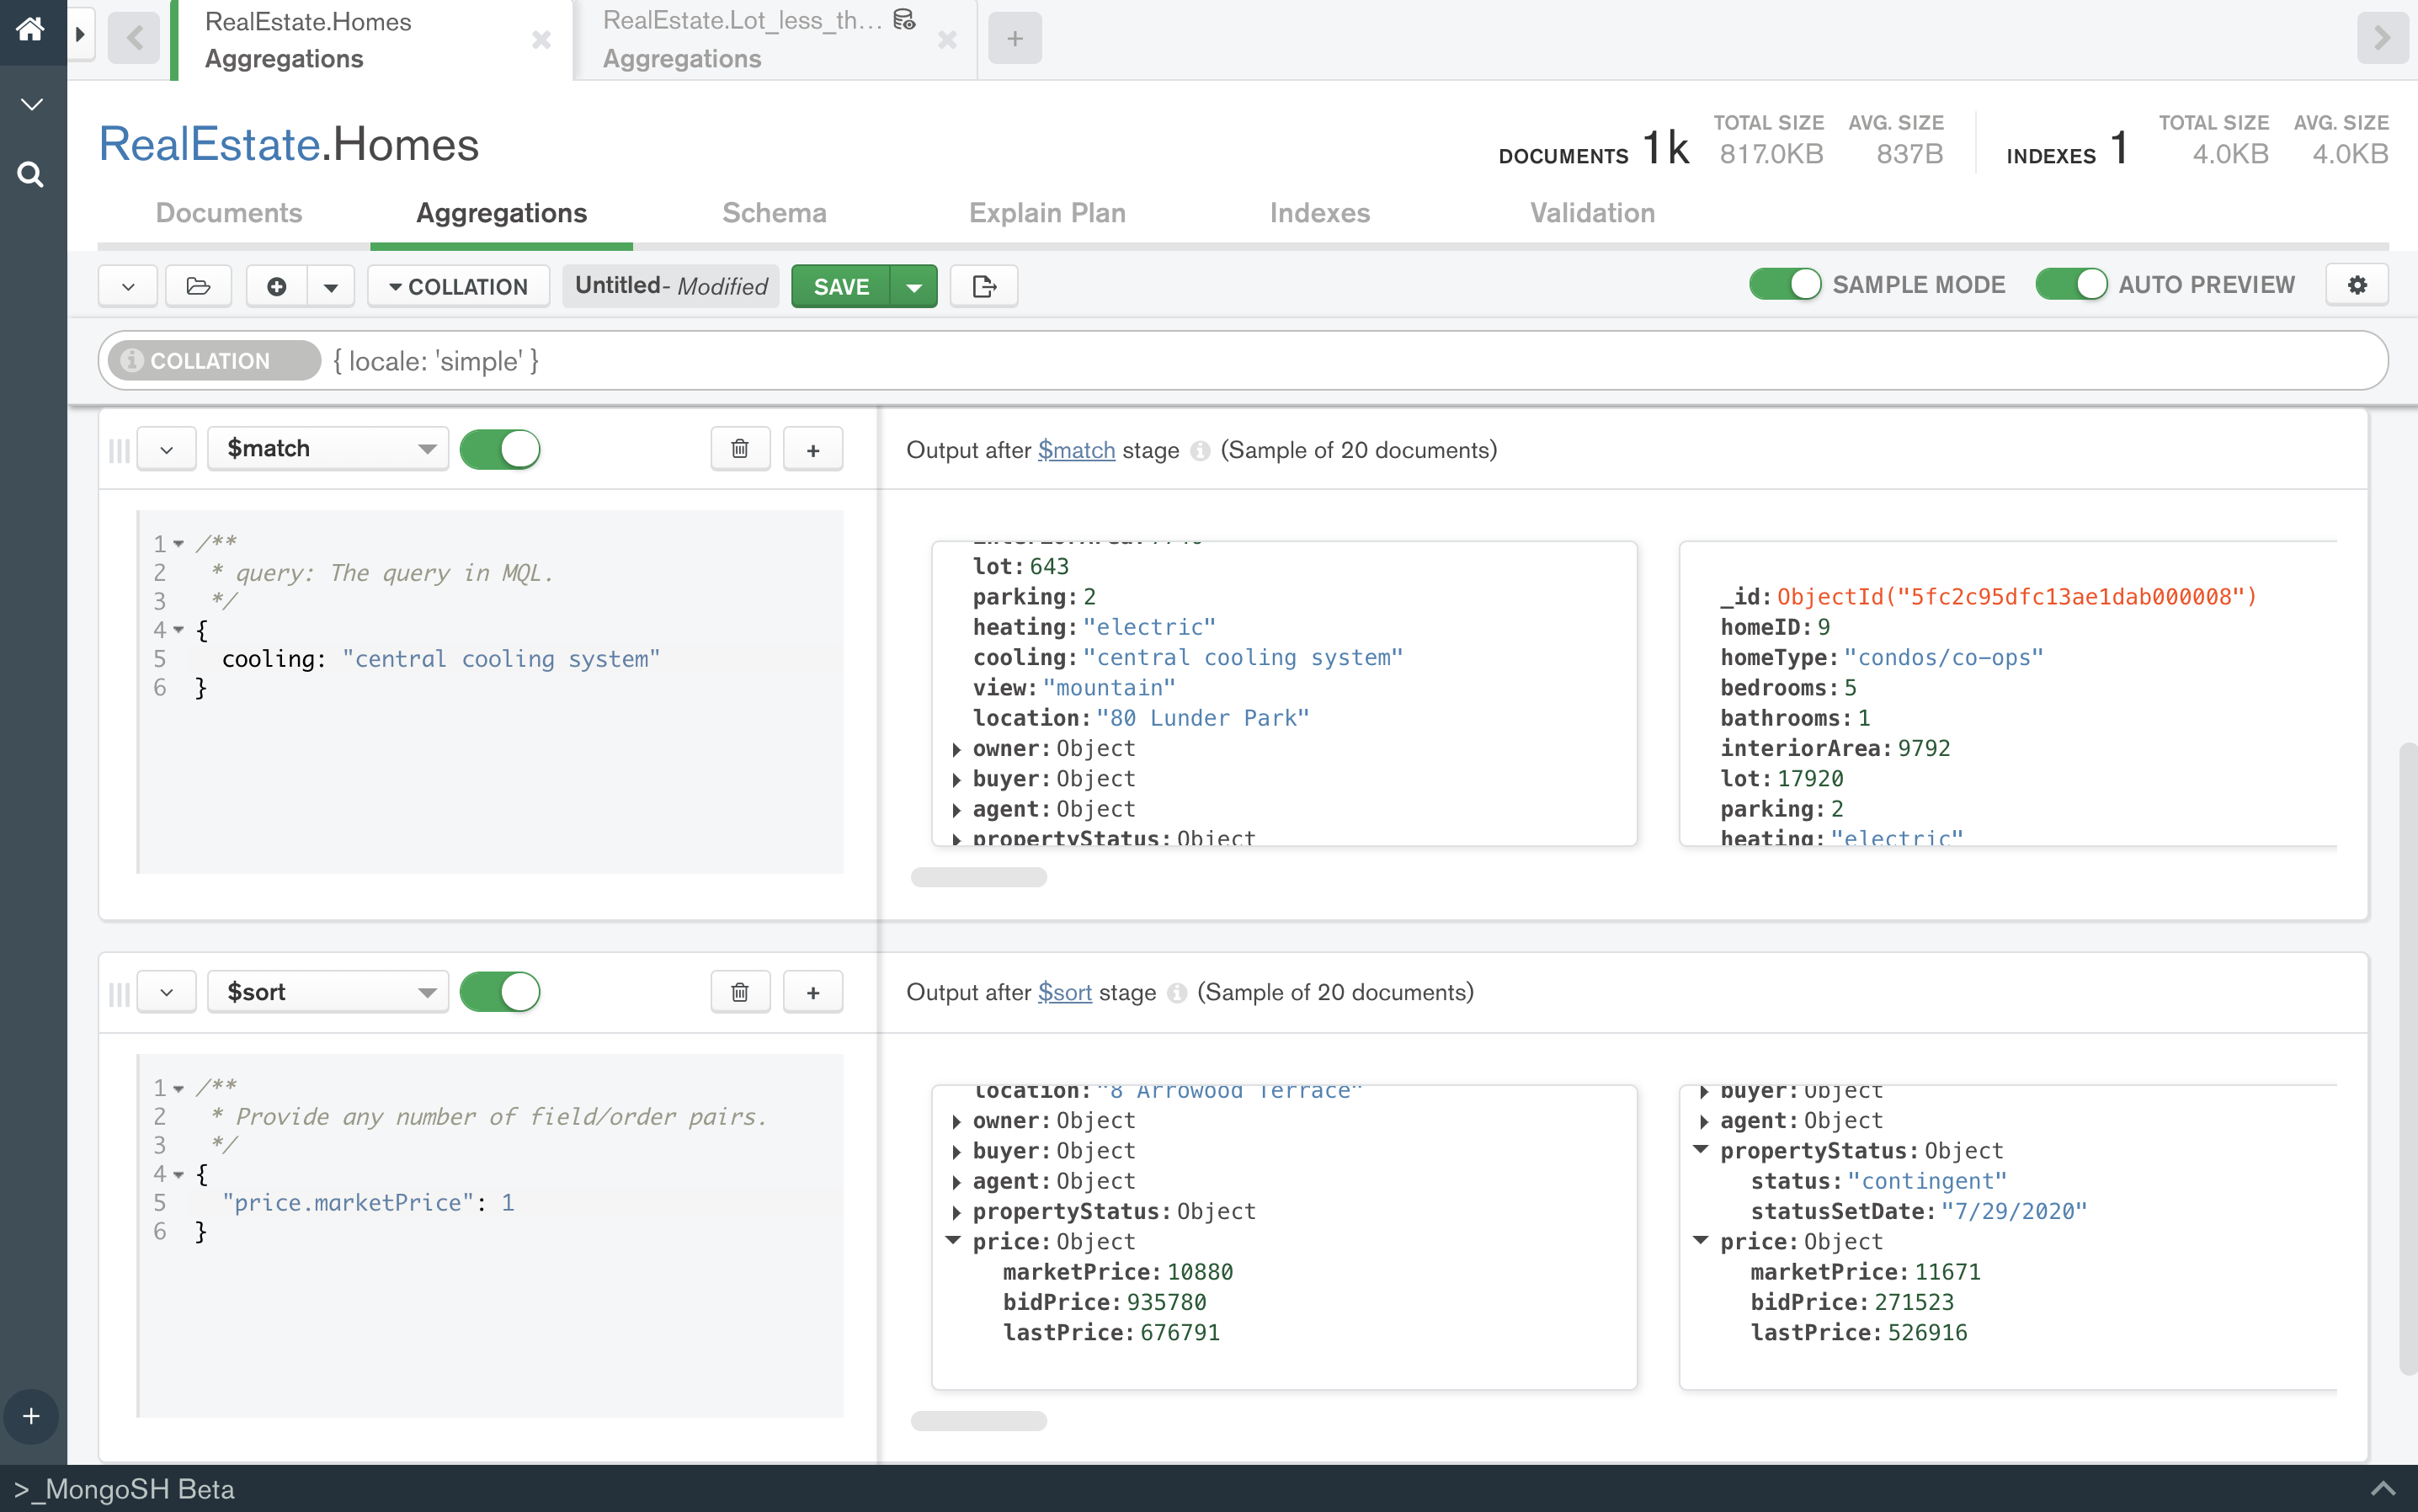 RealEstate.Homes
Aggregations
RealEstate.Lot_less_th...
Aggregations
RealEstate.Homes
DOCUMENTS 1k
TOTAL SIZE
817.0KB
AVG. SIZE
837B
INDEXES 1
TOTAL SIZE
4.0KB
AVG. SIZE
4.0KB
Documents
Aggregations
Schema
Explain Plan
Indexes
Validation
COLLATION
Untitled- Modified
SAVE
SAMPLE MODE
AUTO PREVIEW
COLLATION
{ locale: 'simple' }
$match
Output after $match stage (Sample of 20 documents)
1 /**
2 * query: The query in MQL.
3 */
4 {
5 cooling: "central cooling system"
6 }
lot: 643
parking: 2
heating: "electric"
cooling: "central cooling system"
view: "mountain"
location: "80 Lunder Park"
owner: Object
buyer: Object
agent: Object
propertyStatus: Object
_id: ObjectId("5fc2c95dfc13ae1dab000008")
homeID: 9
homeType: "condos/co-ops"
bedrooms: 5
bathrooms: 1
interiorArea: 9792
lot: 17920
parking: 2
heating: "electric"
$sort
Output after $sort stage (Sample of 20 documents)
1 /**
2 * Provide any number of field/order pairs.
3 */
4 {
5 "price.marketPrice": 1
6 }
location: "8 Arrowood Terrace"
owner: Object
buyer: Object
agent: Object
propertyStatus: Object
price: Object
marketPrice: 10880
bidPrice: 935780
lastPrice: 676791
buyer: Object
agent: Object
propertyStatus: Object
status: "contingent"
statusSetDate: "7/29/2020"
price: Object
marketPrice: 11671
bidPrice: 271523
lastPrice: 526916
>_MongoSH Beta